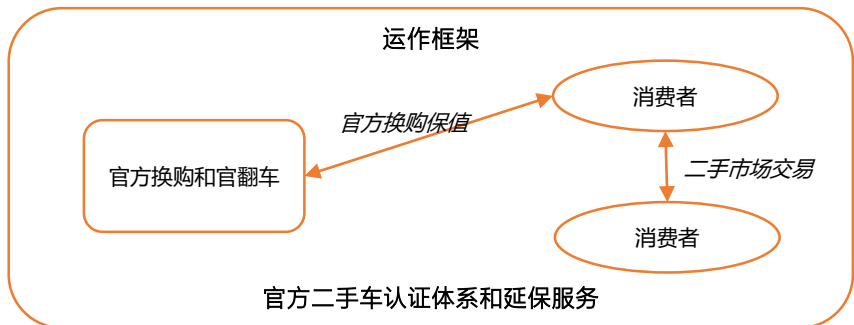 运作框架
消费者
官方换购保值
官方换购和官翻车
二手市场交易
消费者
官方二手车认证体系和延保服务